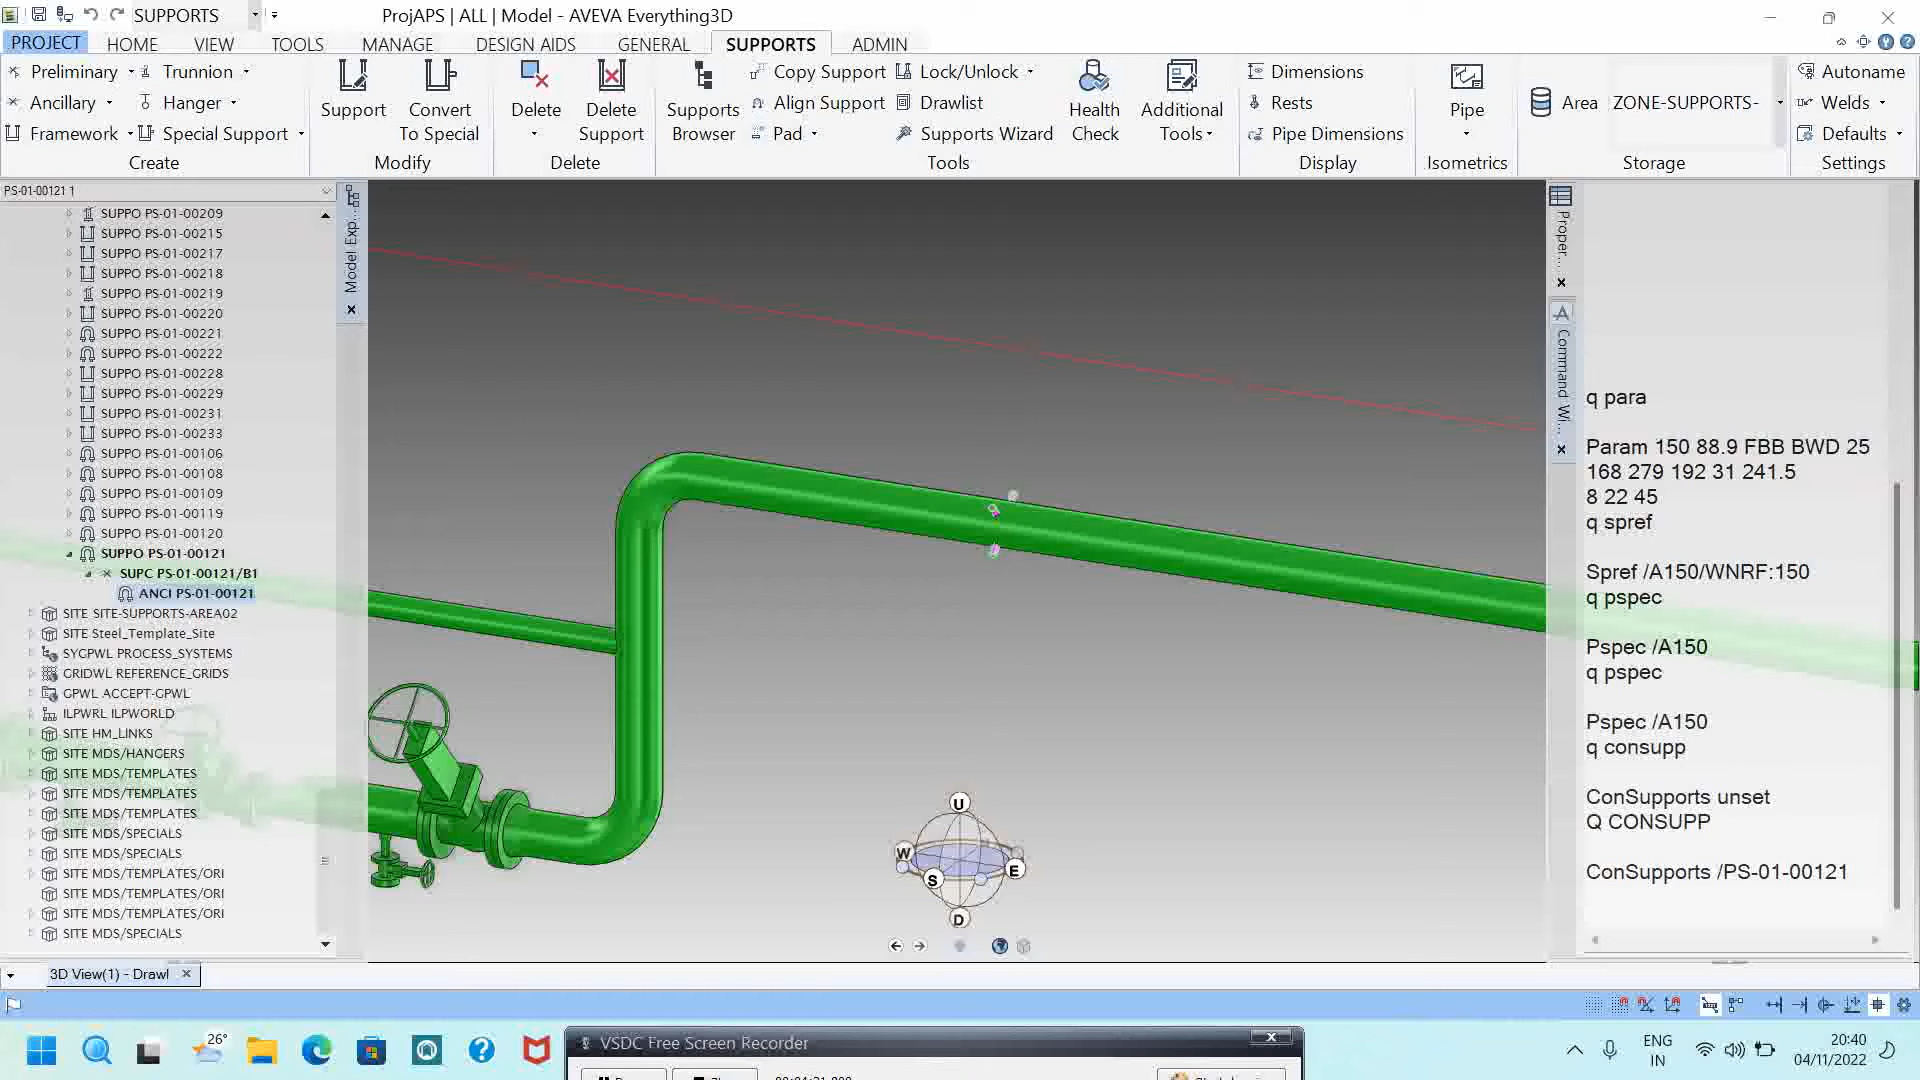 SUPPORTS
ProjAPS | ALL | Model - AVEVA Everything3D
PROJECT HOME VIEW TOOLS MANAGE DESIGN AIDS GENERAL SUPPORTS ADMIN
Preliminary Trunnion
Ancillary Hanger
Framework Special Support
Create
Support
Convert To Special
Modify
Delete
Delete Support
Delete
Supports Browser
Copy Support Lock/Unlock
Align Support Drawlist
Pad Supports Wizard
Health Check
Additional Tools
Tools
Dimensions
Rests
Pipe Dimensions
Display
Pipe
Isometrics
Area ZONE-SUPPORTS-
Storage
Autoname
Welds
Defaults
Settings
PS-01-00121 1
SUPPO PS-01-00209
SUPPO PS-01-00215
SUPPO PS-01-00217
SUPPO PS-01-00218
SUPPO PS-01-00219
SUPPO PS-01-00220
SUPPO PS-01-00221
SUPPO PS-01-00222
SUPPO PS-01-00228
SUPPO PS-01-00229
SUPPO PS-01-00231
SUPPO PS-01-00233
SUPPO PS-01-00106
SUPPO PS-01-00108
SUPPO PS-01-00109
SUPPO PS-01-00119
SUPPO PS-01-00120
SUPPO PS-01-00121
SUPC PS-01-00121/B1
ANCI PS-01-00121
SITE SITE-SUPPORTS-AREA02
SITE Steel_Template_Site
SYGPWL PROCESS_SYSTEMS
GRIDWL REFERENCE_GRIDS
GPWL ACCEPT-GPWL
ILPWRL ILPWORLD
SITE HM_LINKS
SITE MDS/HANGERS
SITE MDS/TEMPLATES
SITE MDS/TEMPLATES
SITE MDS/TEMPLATES
SITE MDS/SPECIALS
SITE MDS/SPECIALS
SITE MDS/TEMPLATES/ORI
SITE MDS/TEMPLATES/ORI
SITE MDS/TEMPLATES/ORI
SITE MDS/SPECIALS
Model Exp...
U
W
S
E
D
Proper...
Command Wi...
q para
Param 150 88.9 FBB BWD 25
168 279 192 31 241.5
8 22 45
q spref
Spref /A150/WNRF:150
q pspec
Pspec /A150
q pspec
Pspec /A150
q consupp
ConSupports unset
Q CONSUPP
ConSupports /PS-01-00121
3D View(1) - Drawl
26°
VSDC Free Screen Recorder
ENG
IN
20:40
04/11/2022